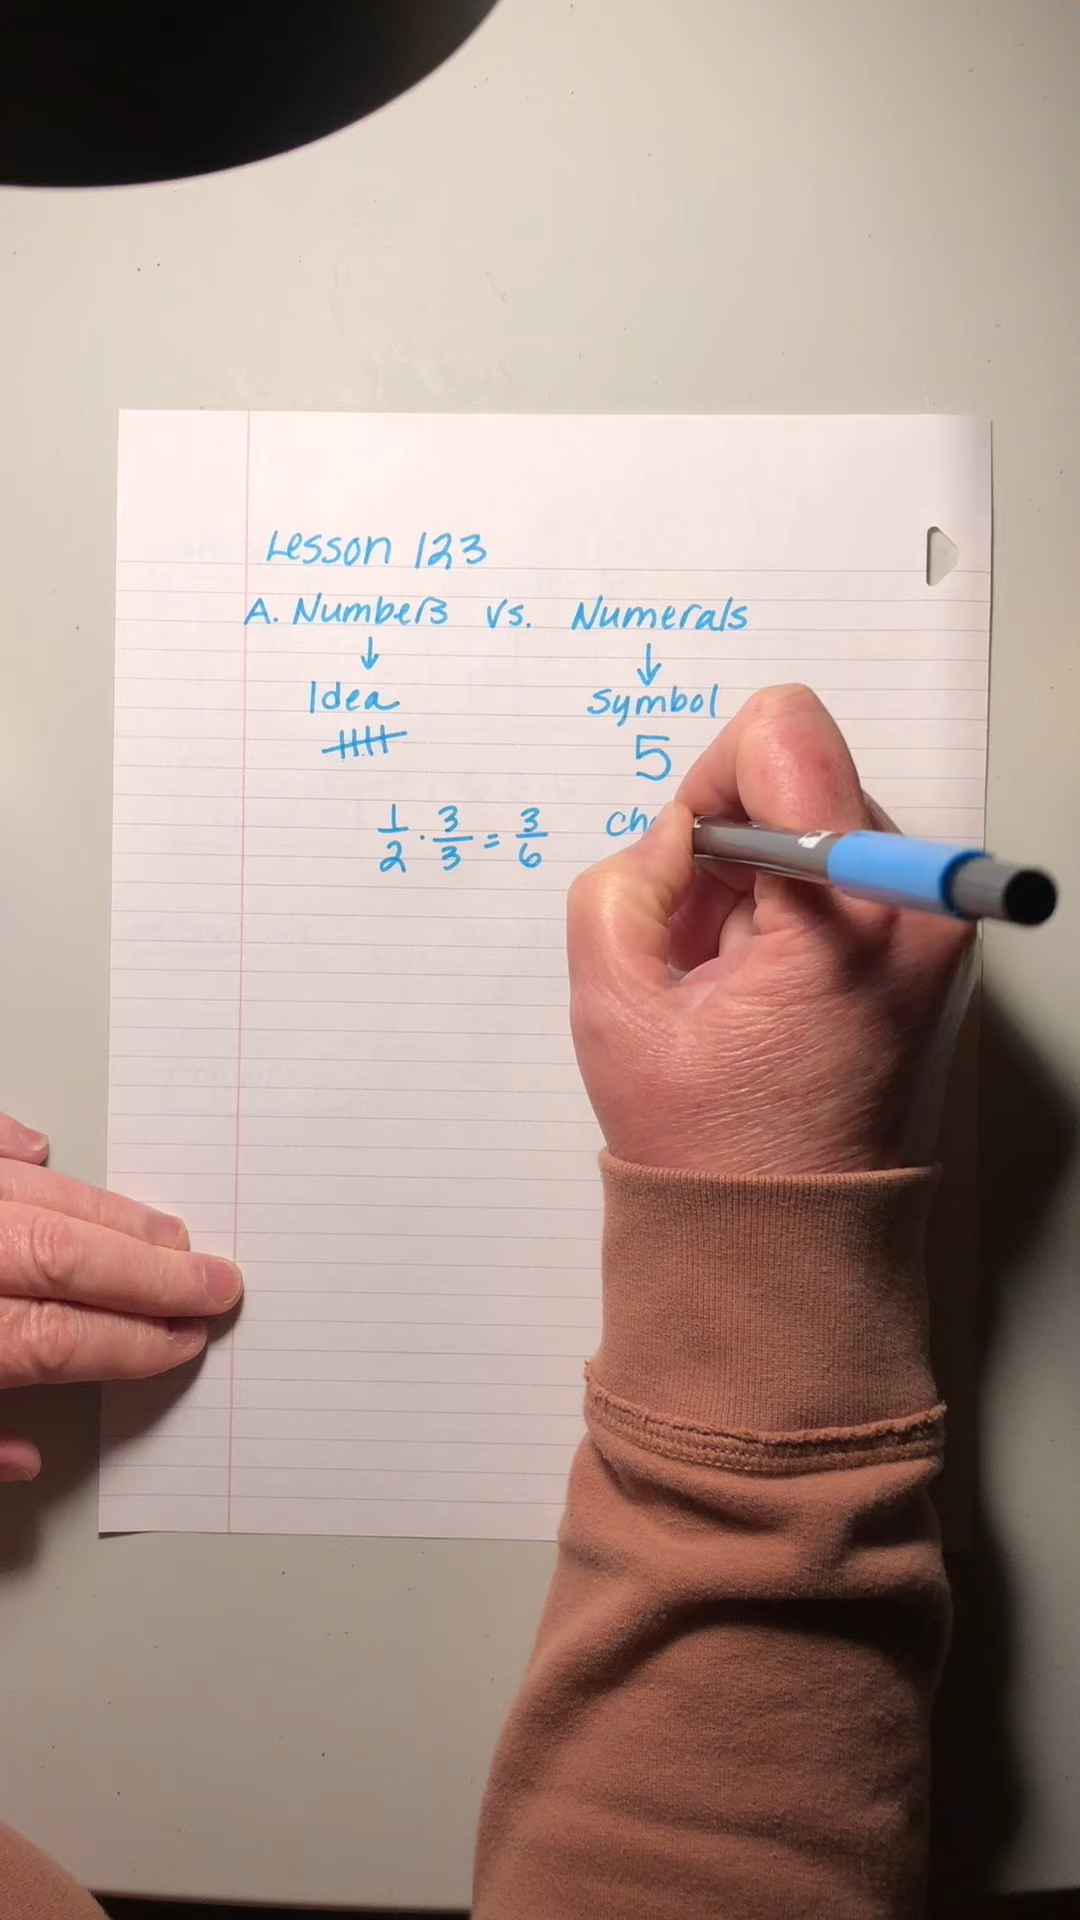 Lesson 123
A. Numbers vs. Numerals
↓ ↓
Idea Symbol
5
1/2 · 3/3 = 3/6